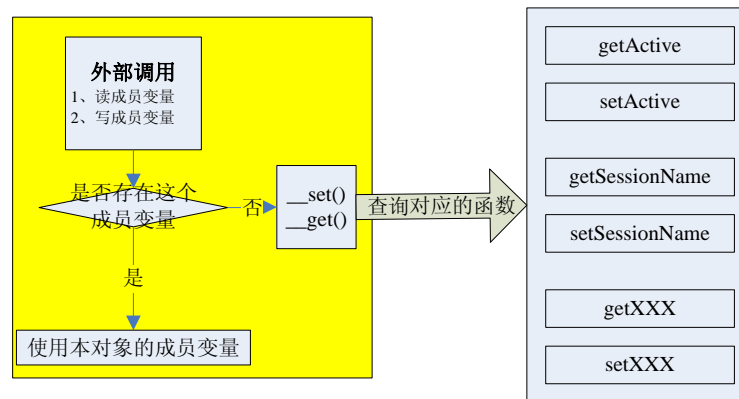 外部调用
1、读成员变量
2、写成员变量
是否存在这个
成员变量
否
__set()
__get()
查询对应的函数
是
使用本对象的成员变量
getActive
setActive
getSessionName
setSessionName
getXXX
setXXX